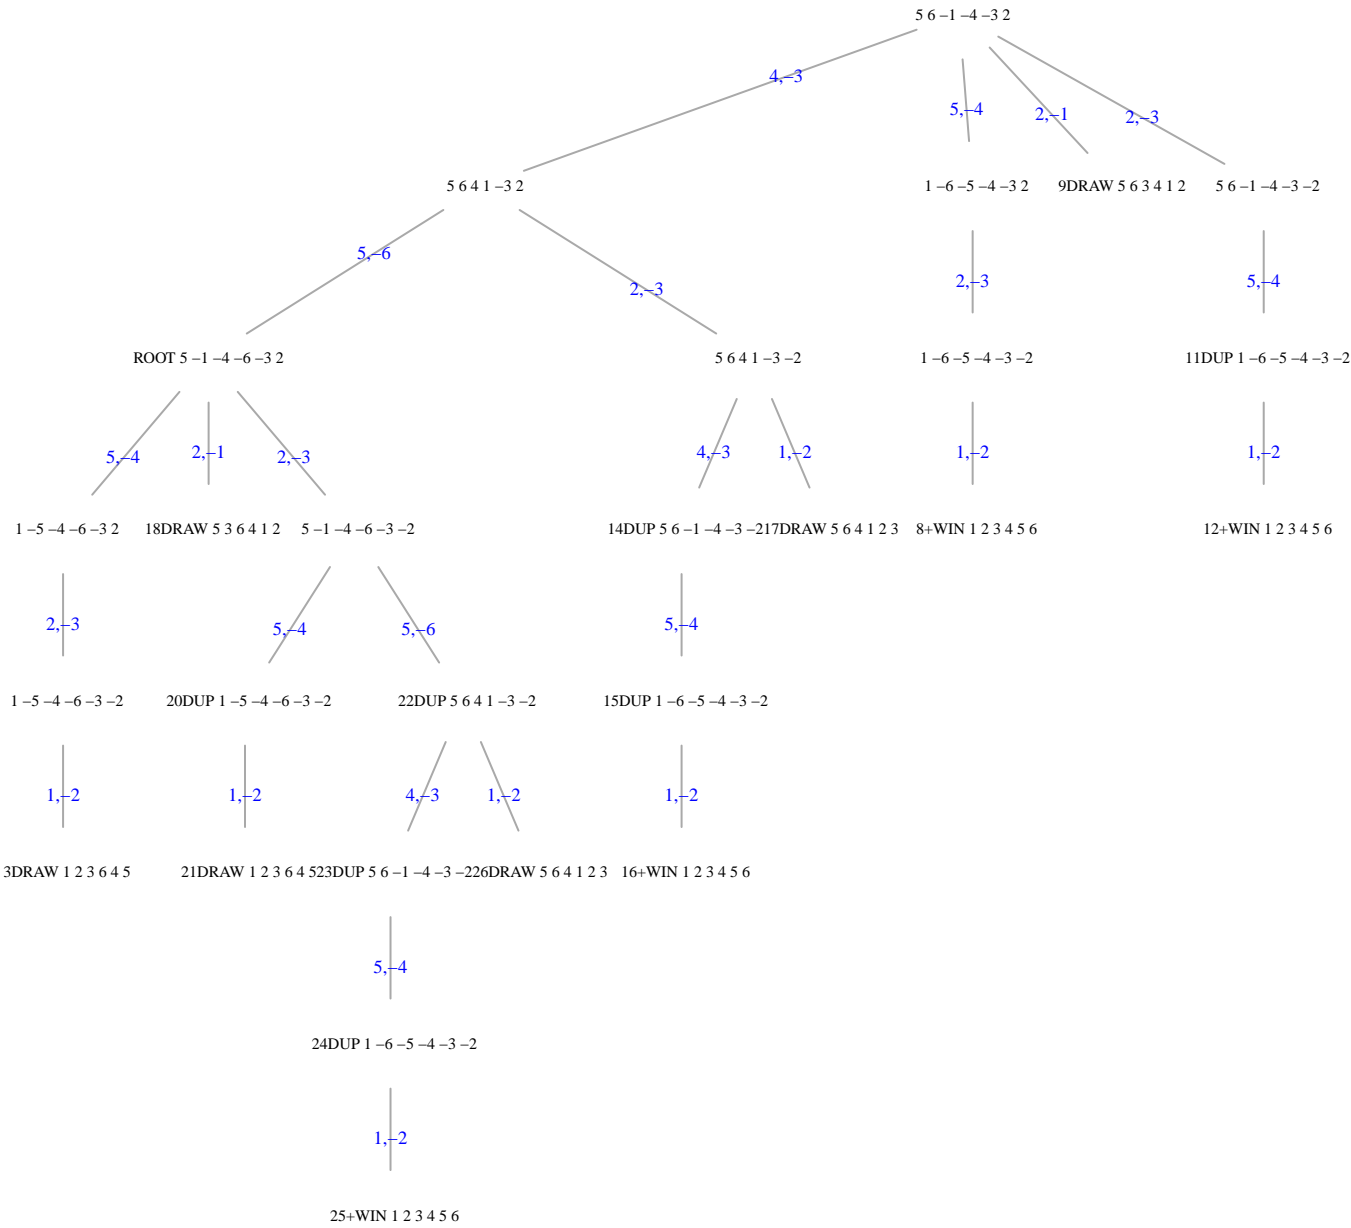 5 6 −1 −4 −3 2
4,−3
5,−4
2,−1
2,−3
5 6 4 1 −3 2
1 −6 −5 −4 −3 2
9DRAW 5 6 3 4 1 2
5 6 −1 −4 −3 −2
5,−6
2,−3
2,−3
5,−4
ROOT 5 −1 −4 −6 −3 2
5 6 4 1 −3 −2
1 −6 −5 −4 −3 −2
11DUP 1 −6 −5 −4 −3 −2
5,−4
2,−1
2,−3
4,−3
1,−2
1,−2
1,−2
1 −5 −4 −6 −3 2
18DRAW 5 3 6 4 1 2
5 −1 −4 −6 −3 −2
14DUP 5 6 −1 −4 −3 −2
17DRAW 5 6 4 1 2 3
8+WIN 1 2 3 4 5 6
12+WIN 1 2 3 4 5 6
2,−3
5,−4
5,−6
5,−4
1 −5 −4 −6 −3 −2
20DUP 1 −5 −4 −6 −3 −2
22DUP 5 6 4 1 −3 −2
15DUP 1 −6 −5 −4 −3 −2
1,−2
1,−2
4,−3
1,−2
1,−2
3DRAW 1 2 3 6 4 5
21DRAW 1 2 3 6 4 5
23DUP 5 6 −1 −4 −3 −2
26DRAW 5 6 4 1 2 3
16+WIN 1 2 3 4 5 6
5,−4
24DUP 1 −6 −5 −4 −3 −2
1,−2
25+WIN 1 2 3 4 5 6